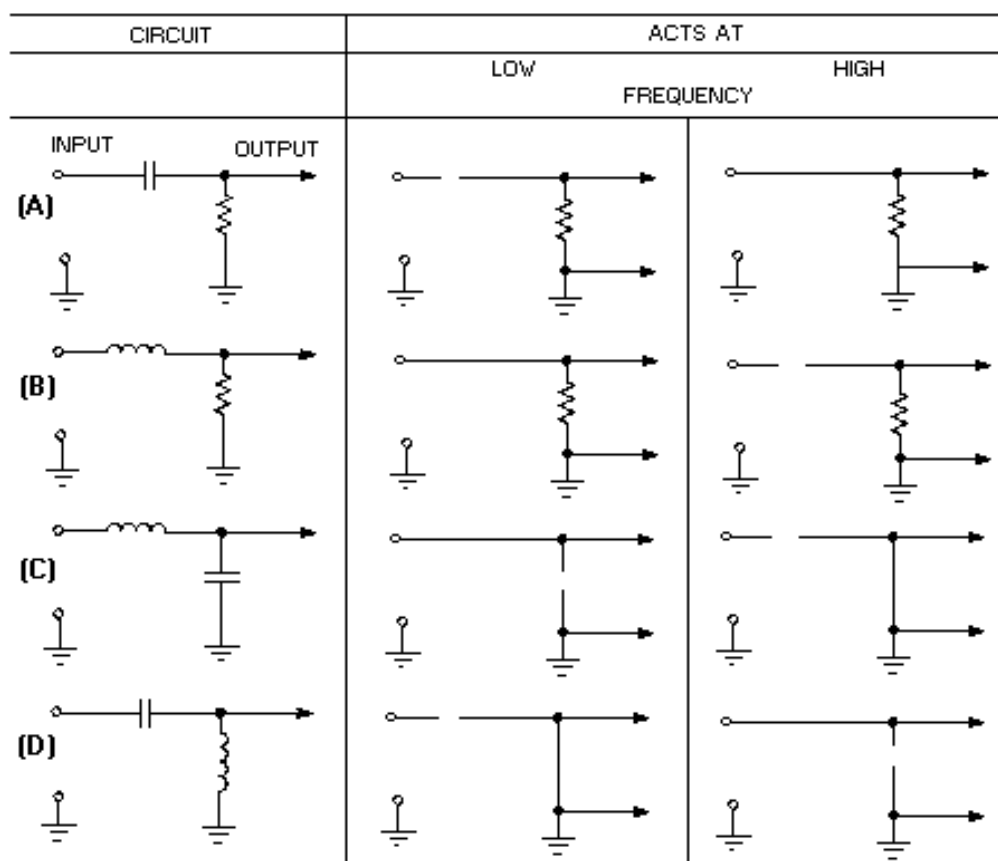 CIRCUIT
ACTS AT
LOW
HIGH
FREQUENCY
INPUT
OUTPUT
(A)
(B)
(C)
(D)